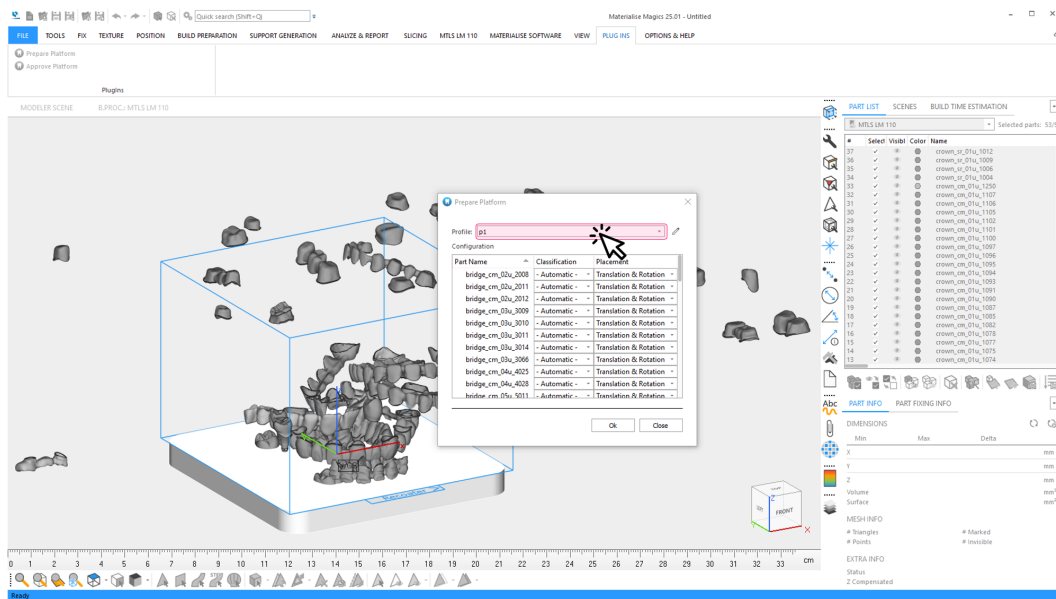 Quick search (Shift+Q)
Materialise Magics 25.01 - Untitled
FILE TOOLS FIX TEXTURE POSITION BUILD PREPARATION SUPPORT GENERATION ANALYZE & REPORT SLICING MTLS LM 110 MATERIALISE SOFTWARE VIEW PLUG INS OPTIONS & HELP
Prepare Platform
Approve Platform
Plugins
MODELER SCENE B.PROC.: MTLS LM 110
Prepare Platform
Profile: p1
Configuration
Part Name Classification Placement
bridge_cm_02u_2008 - Automatic - Translation & Rotation
bridge_cm_02u_2011 - Automatic - Translation & Rotation
bridge_cm_02u_2012 - Automatic - Translation & Rotation
bridge_cm_03u_3009 - Automatic - Translation & Rotation
bridge_cm_03u_3010 - Automatic - Translation & Rotation
bridge_cm_03u_3011 - Automatic - Translation & Rotation
bridge_cm_03u_3014 - Automatic - Translation & Rotation
bridge_cm_03u_3066 - Automatic - Translation & Rotation
bridge_cm_04u_4025 - Automatic - Translation & Rotation
bridge_cm_04u_4028 - Automatic - Translation & Rotation
bridge_cm_05u_5011 - Automatic - Translation & Rotation
Ok Close
PART LIST SCENES BUILD TIME ESTIMATION
MTLS LM 110 Selected parts: 53/5
# Select Visibl Color Name
37 crown_sr_01u_1012
36 crown_sr_01u_1009
35 crown_sr_01u_1006
34 crown_sr_01u_1004
33 crown_cm_01u_1250
32 crown_cm_01u_1107
31 crown_cm_01u_1106
30 crown_cm_01u_1105
29 crown_cm_01u_1102
28 crown_cm_01u_1101
27 crown_cm_01u_1100
26 crown_cm_01u_1097
25 crown_cm_01u_1096
24 crown_cm_01u_1095
23 crown_cm_01u_1094
22 crown_cm_01u_1093
21 crown_cm_01u_1091
20 crown_cm_01u_1090
19 crown_cm_01u_1087
18 crown_cm_01u_1085
17 crown_cm_01u_1082
16 crown_cm_01u_1078
15 crown_cm_01u_1077
14 crown_cm_01u_1075
13 crown_cm_01u_1074
Abc
PART INFO PART FIXING INFO
DIMENSIONS
Min Max Delta
X mm
Y mm
Z mm
Volume mm³
Surface mm²
MESH INFO
# Triangles # Marked
# Points # Invisible
EXTRA INFO
Status
Z Compensated
Recoater
FRONT
Z
X
0 1 2 3 4 5 6 7 8 9 10 11 12 13 14 15 16 17 18 19 20 21 22 23 24 25 26 27 28 29 30 31 32 33 cm
Ready